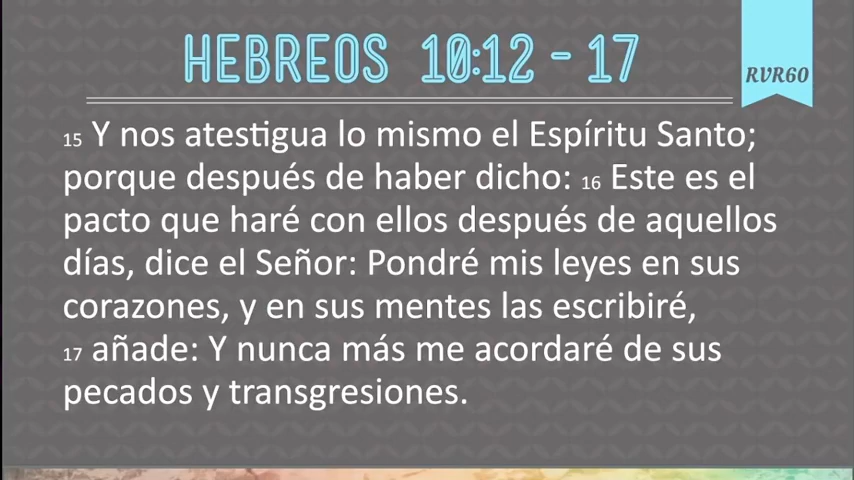 HEBREOS 10:12 - 17
RVR60
15 Y nos atestigua lo mismo el Espíritu Santo;
porque después de haber dicho: 16 Este es el
pacto que haré con ellos después de aquellos
días, dice el Señor: Pondré mis leyes en sus
corazones, y en sus mentes las escribiré,
17 añade: Y nunca más me acordaré de sus
pecados y transgresiones.